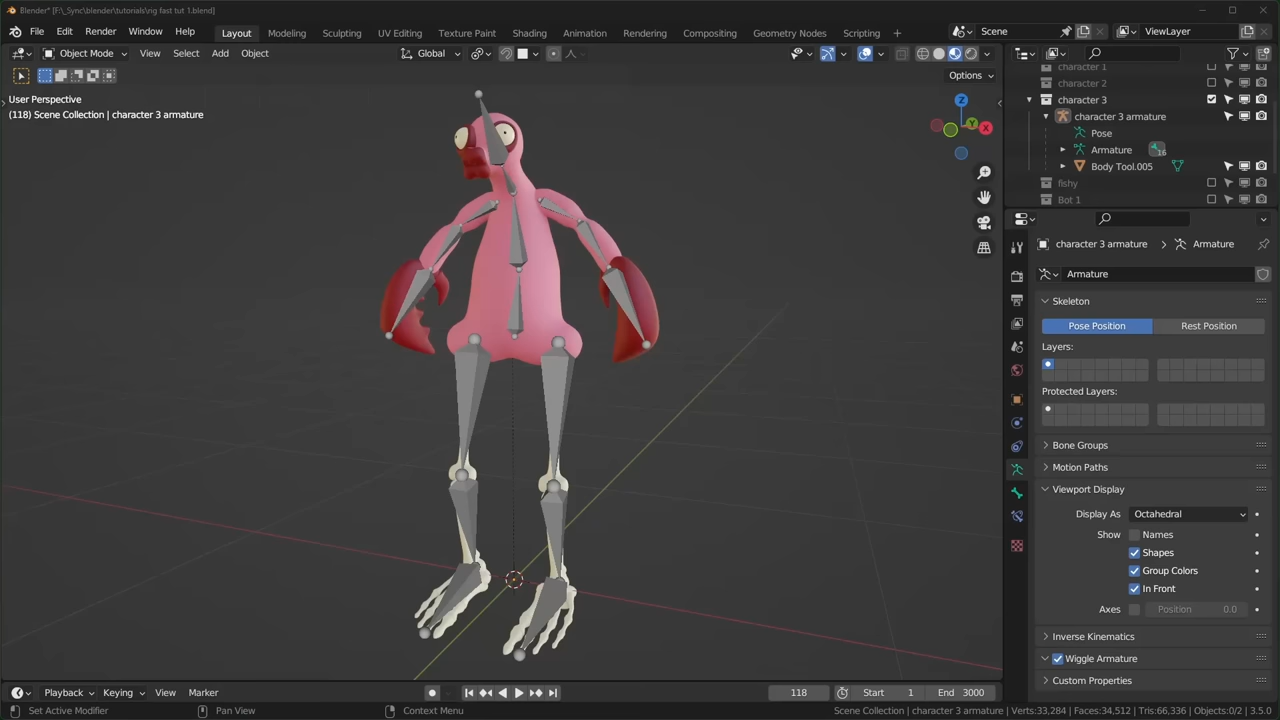 Blender* [F:\_Sync\blender\tutorials\rig fast tut 1.blend]
File Edit Render Window Help Layout Modeling Sculpting UV Editing Texture Paint Shading Animation Rendering Compositing Geometry Nodes Scripting + Scene ViewLayer
Object Mode View Select Add Object Global
Options
User Perspective
(118) Scene Collection | character 3 armature
Z
Y
X
character 1
character 2
character 3
character 3 armature
Pose
Armature 16
Body Tool.005
fishy
Bot 1
character 3 armature > Armature
Armature
Skeleton
Pose Position Rest Position
Layers:
Protected Layers:
Bone Groups
Motion Paths
Viewport Display
Display As Octahedral
Show Names
Shapes
Group Colors
In Front
Axes Position 0.0
Inverse Kinematics
Wiggle Armature
Custom Properties
Playback Keying View Marker 118 Start 1 End 3000
Set Active Modifier Pan View Context Menu Scene Collection | character 3 armature | Verts:33,284 | Faces:34,512 | Tris:66,336 | Objects:0/2 | 3.5.0